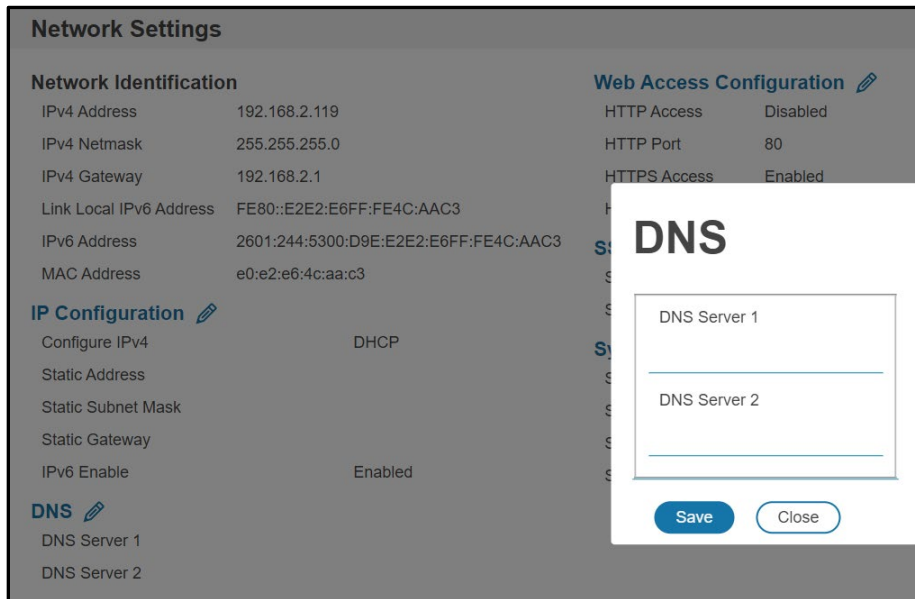 Network Settings
Network Identification
IPv4 Address 192.168.2.119
IPv4 Netmask 255.255.255.0
IPv4 Gateway 192.168.2.1
Link Local IPv6 Address FE80::E2E2:E6FF:FE4C:AAC3
IPv6 Address 2601:244:5300:D9E:E2E2:E6FF:FE4C:AAC3
MAC Address e0:e2:e6:4c:aa:c3
IP Configuration
Configure IPv4 DHCP
Static Address
Static Subnet Mask
Static Gateway
IPv6 Enable Enabled
DNS
DNS Server 1
DNS Server 2
Web Access Configuration
HTTP Access Disabled
HTTP Port 80
HTTPS Access Enabled
DNS
DNS Server 1
DNS Server 2
Save Close